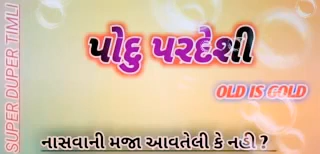 SUPER DUPER TIMLI
પોદુ પરદેશી
OLD IS GOLD
નાસવાની મજા આવતેલી કે નહી ?